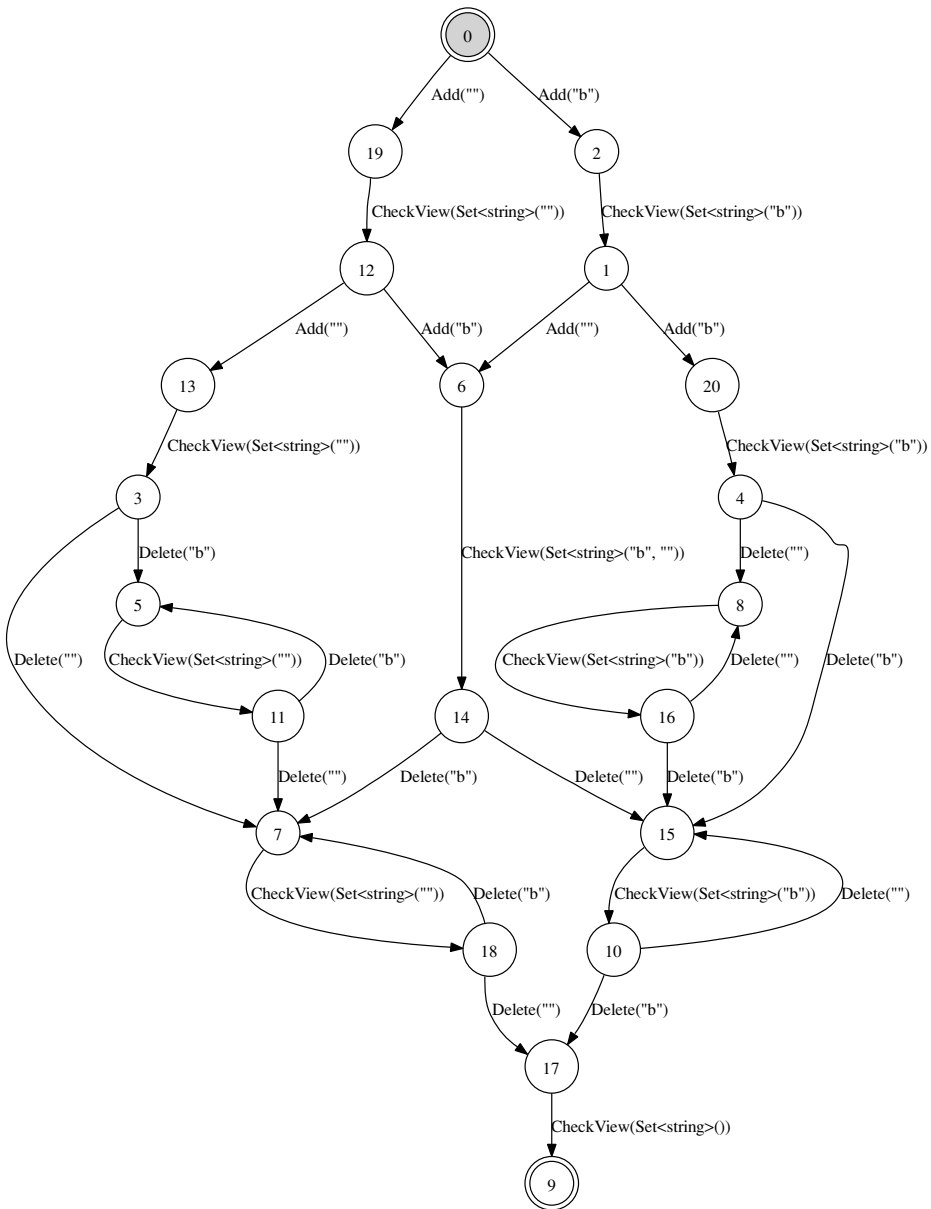 0
Add("") Add("b")
19 2
CheckView(Set<string>("")) CheckView(Set<string>("b"))
12 1
Add("") Add("b") Add("") Add("b")
13 6 20
CheckView(Set<string>("")) CheckView(Set<string>("b"))
3 4
Delete("b") CheckView(Set<string>("b", "")) Delete("")
5 8
Delete("") CheckView(Set<string>("")) Delete("b") CheckView(Set<string>("b")) Delete("") Delete("b")
11 14 16
Delete("") Delete("b") Delete("") Delete("b")
7 15
CheckView(Set<string>("")) Delete("b") CheckView(Set<string>("b")) Delete("")
18 10
Delete("") Delete("b")
17
CheckView(Set<string>())
9